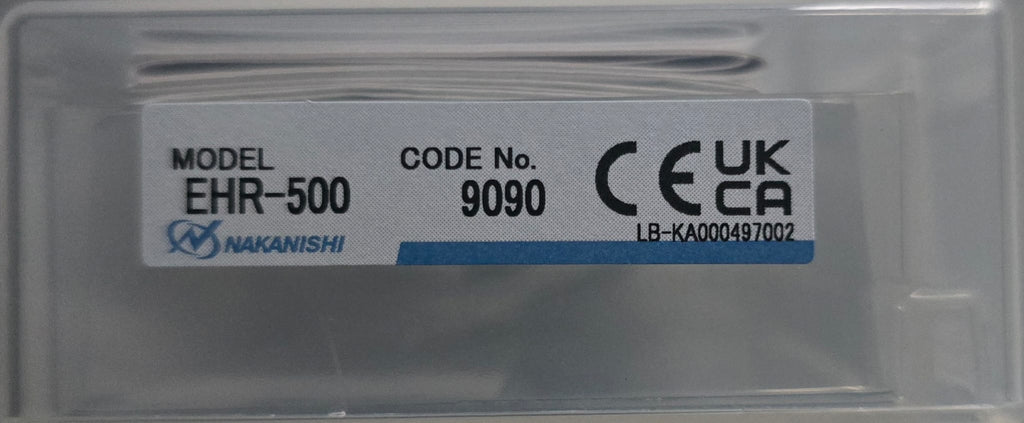 MODEL
EHR-500
CODE No.
9090
CE
UK
CA
LB-KA000497002
NAKANISHI